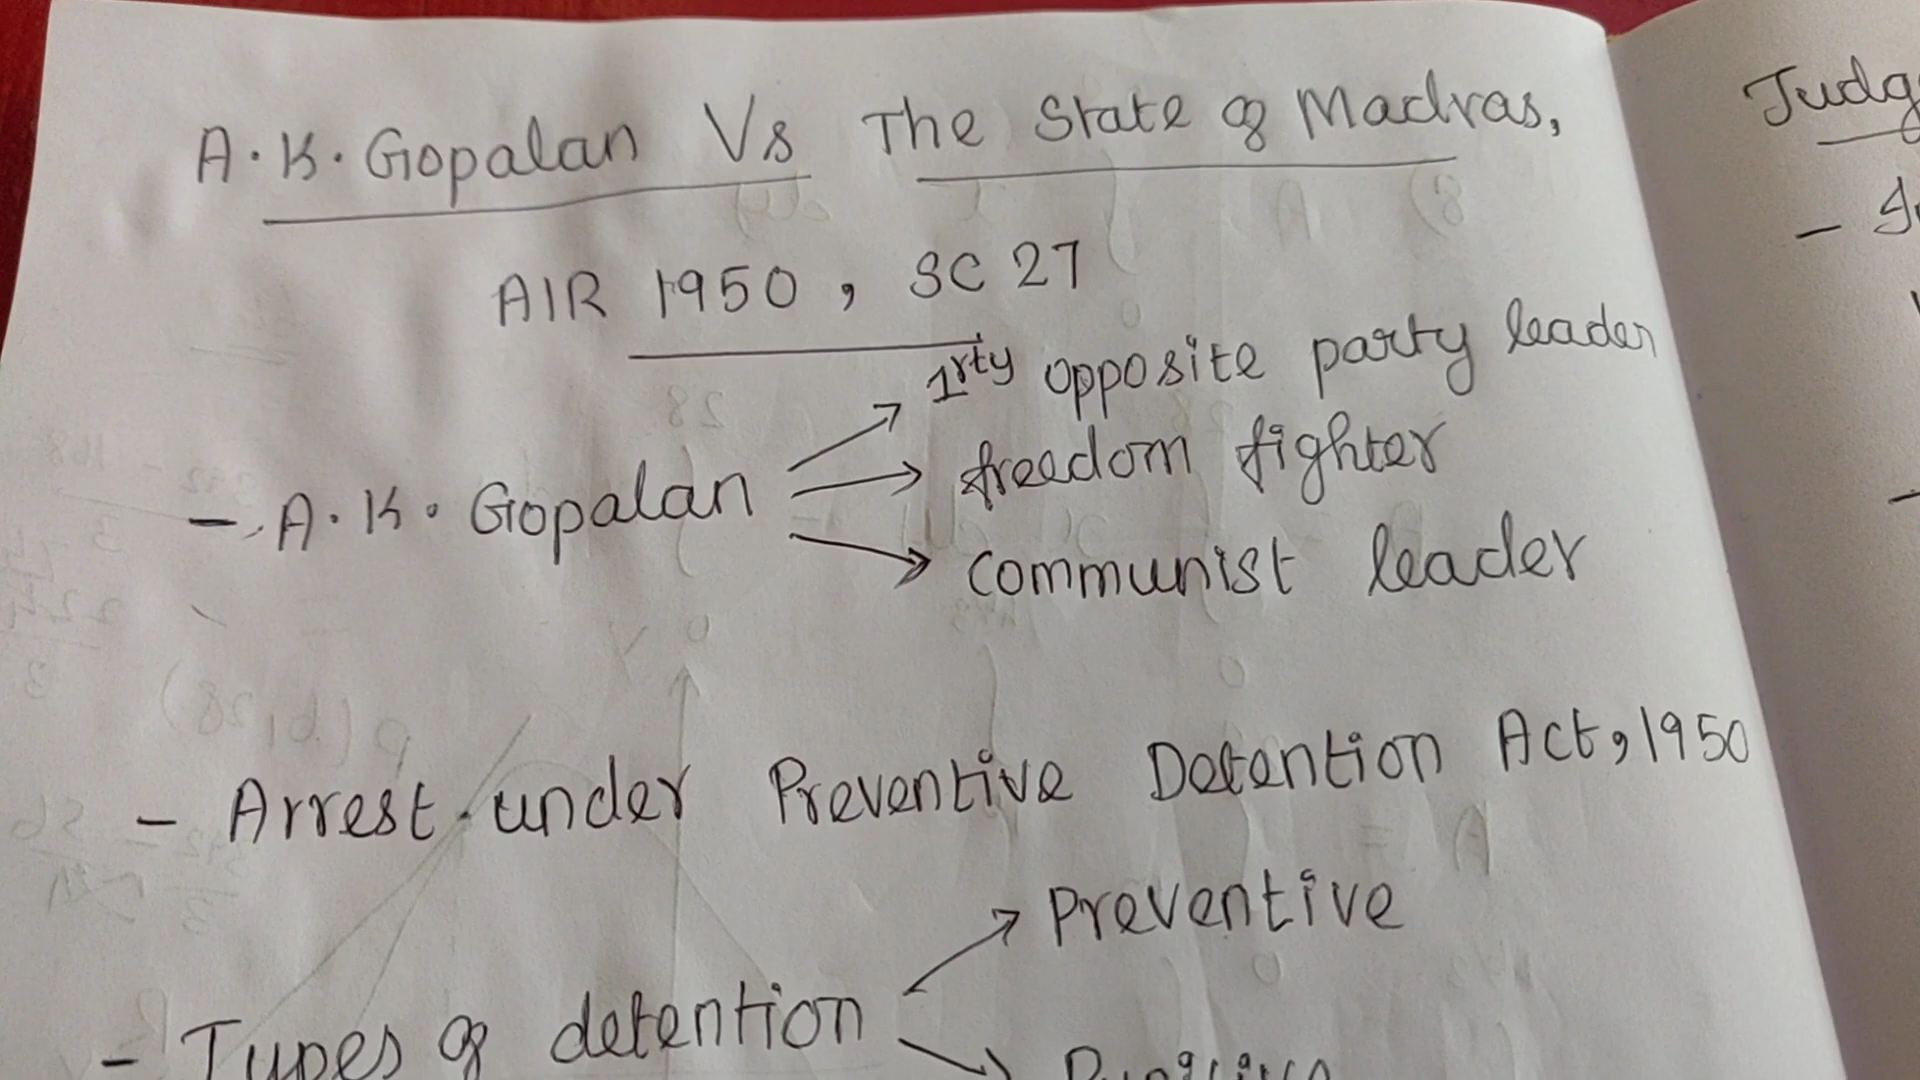 A.K. Gopalan Vs The State of Madras,
AIR 1950, SC 27
- A.K. Gopalan → 1rty opposite party leader
→ freedom fighter
→ communist leader
- Arrest under Preventive Detention Act, 1950
- Types of detention → Preventive
→
Judg
-
-